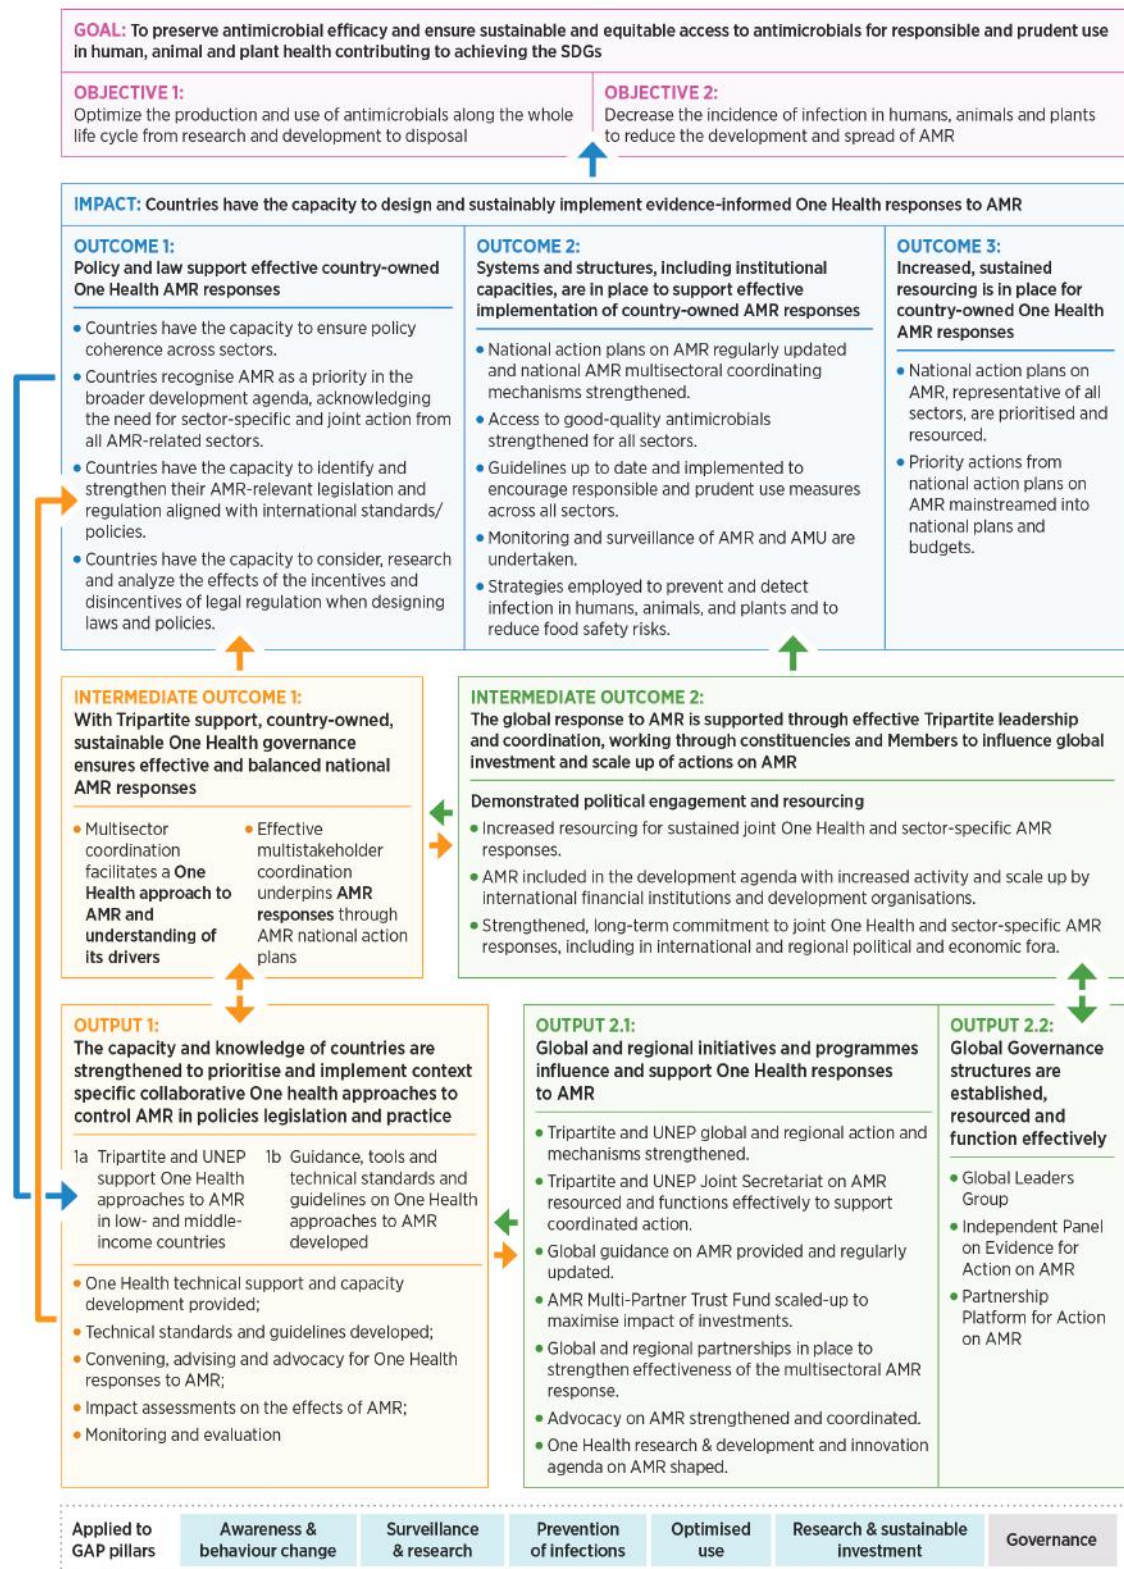 GOAL: To preserve antimicrobial efficacy and ensure sustainable and equitable access to antimicrobials for responsible and prudent use
in human, animal and plant health contributing to achieving the SDGs
OBJECTIVE 1:
Optimize the production and use of antimicrobials along the whole
life cycle from research and development to disposal
OBJECTIVE 2:
Decrease the incidence of infection in humans, animals and plants
to reduce the development and spread of AMR
IMPACT: Countries have the capacity to design and sustainably implement evidence-informed One Health responses to AMR
OUTCOME 1:
Policy and law support effective country-owned
One Health AMR responses
• Countries have the capacity to ensure policy
coherence across sectors.
• Countries recognise AMR as a priority in the
broader development agenda, acknowledging
the need for sector-specific and joint action from
all AMR-related sectors.
• Countries have the capacity to identify and
strengthen their AMR-relevant legislation and
regulation aligned with international standards/
policies.
• Countries have the capacity to consider, research
and analyze the effects of the incentives and
disincentives of legal regulation when designing
laws and policies.
OUTCOME 2:
Systems and structures, including institutional
capacities, are in place to support effective
implementation of country-owned AMR responses
• National action plans on AMR regularly updated
and national AMR multisectoral coordinating
mechanisms strengthened.
• Access to good-quality antimicrobials
strengthened for all sectors.
• Guidelines up to date and implemented to
encourage responsible and prudent use measures
across all sectors.
• Monitoring and surveillance of AMR and AMU are
undertaken.
• Strategies employed to prevent and detect
infection in humans, animals, and plants and to
reduce food safety risks.
OUTCOME 3:
Increased, sustained
resourcing is in place for
country-owned One Health
AMR responses
• National action plans on
AMR, representative of all
sectors, are prioritised and
resourced.
• Priority actions from
national action plans on
AMR mainstreamed into
national plans and
budgets.
INTERMEDIATE OUTCOME 1:
With Tripartite support, country-owned,
sustainable One Health governance
ensures effective and balanced national
AMR responses
• Multisector
coordination
facilitates a One
Health approach to
AMR and
understanding of
its drivers
• Effective
multistakeholder
coordination
underpins AMR
responses through
AMR national action
plans
INTERMEDIATE OUTCOME 2:
The global response to AMR is supported through effective Tripartite leadership
and coordination, working through constituencies and Members to influence global
investment and scale up of actions on AMR
Demonstrated political engagement and resourcing
• Increased resourcing for sustained joint One Health and sector-specific AMR
responses.
• AMR included in the development agenda with increased activity and scale up by
international financial institutions and development organisations.
• Strengthened, long-term commitment to joint One Health and sector-specific AMR
responses, including in international and regional political and economic fora.
OUTPUT 1:
The capacity and knowledge of countries are
strengthened to prioritise and implement context
specific collaborative One health approaches to
control AMR in policies legislation and practice
1a Tripartite and UNEP
support One Health
approaches to AMR
in low- and middle-
income countries
1b Guidance, tools and
technical standards and
guidelines on One Health
approaches to AMR
developed
• One Health technical support and capacity
development provided;
• Technical standards and guidelines developed;
• Convening, advising and advocacy for One Health
responses to AMR;
• Impact assessments on the effects of AMR;
• Monitoring and evaluation
OUTPUT 2.1:
Global and regional initiatives and programmes
influence and support One Health responses
to AMR
• Tripartite and UNEP global and regional action and
mechanisms strengthened.
• Tripartite and UNEP Joint Secretariat on AMR
resourced and functions effectively to support
coordinated action.
• Global guidance on AMR provided and regularly
updated.
• AMR Multi-Partner Trust Fund scaled-up to
maximise impact of investments.
• Global and regional partnerships in place to
strengthen effectiveness of the multisectoral AMR
response.
• Advocacy on AMR strengthened and coordinated.
• One Health research & development and innovation
agenda on AMR shaped.
OUTPUT 2.2:
Global Governance
structures are
established,
resourced and
function effectively
• Global Leaders
Group
• Independent Panel
on Evidence for
Action on AMR
• Partnership
Platform for Action
on AMR
Applied to
GAP pillars
Awareness &
behaviour change
Surveillance
& research
Prevention
of infections
Optimised
use
Research & sustainable
investment
Governance